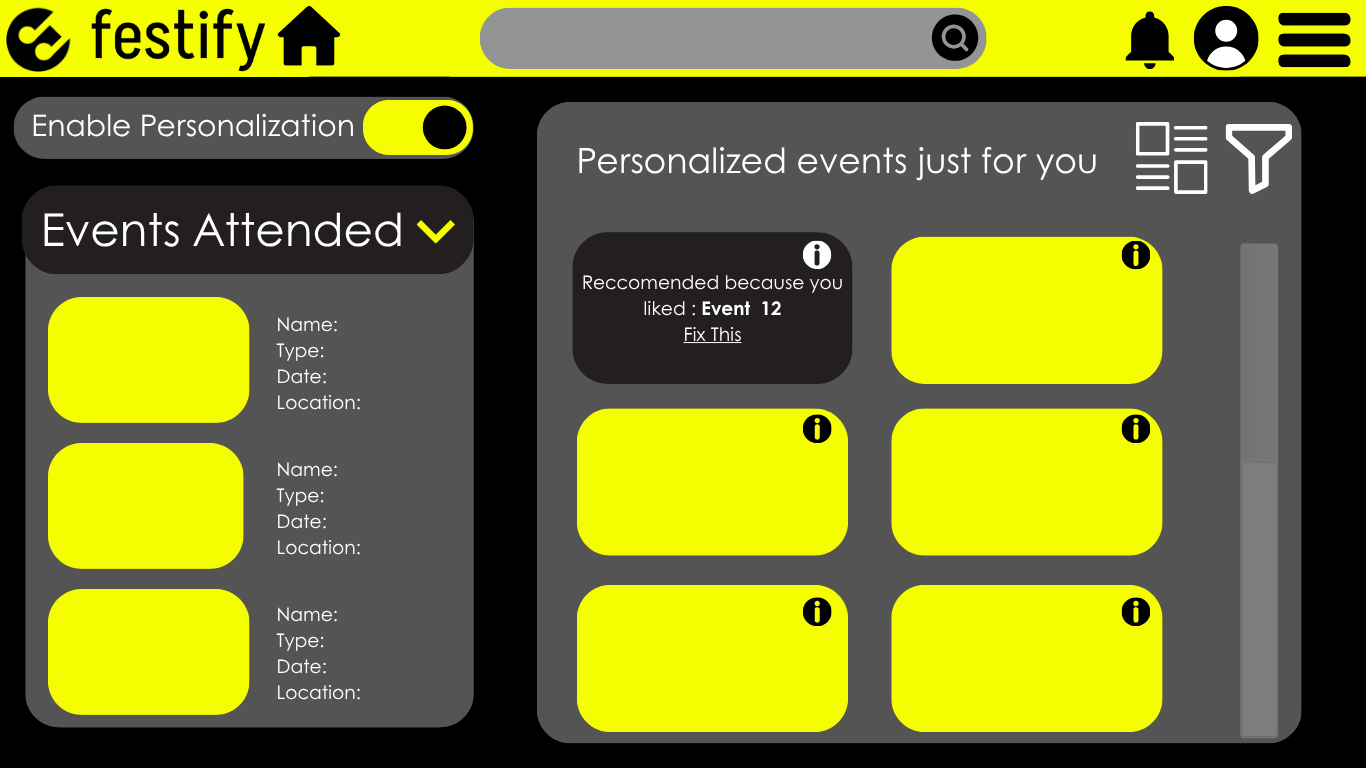 festify
Enable Personalization
Events Attended
Name:
Type:
Date:
Location:
Name:
Type:
Date:
Location:
Name:
Type:
Date:
Location:
Personalized events just for you
Reccomended because you
liked : Event 12
Fix This